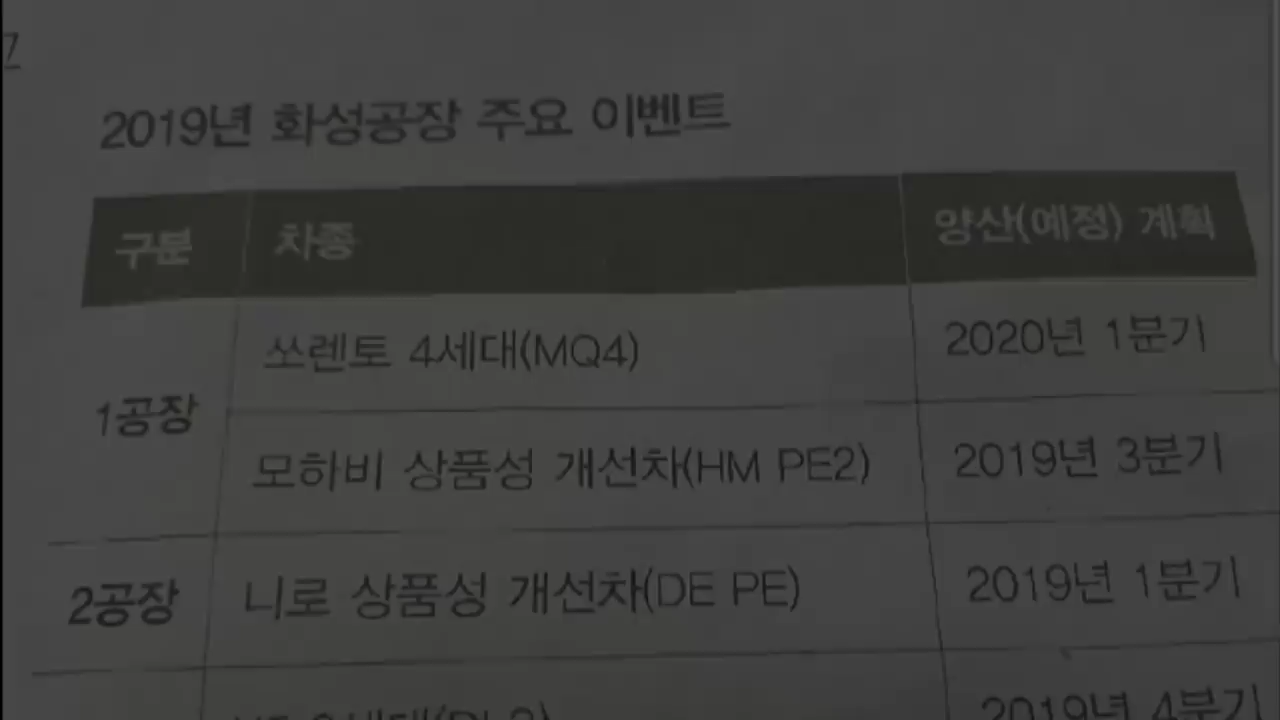 7
2019년 화성공장 주요 이벤트
구분 차종 양산(예정) 계획
쏘렌토 4세대(MQ4) 2020년 1분기
1공장
모하비 상품성 개선차(HM PE2) 2019년 3분기
2공장 니로 상품성 개선차(DE PE) 2019년 1분기
2019년 4분기